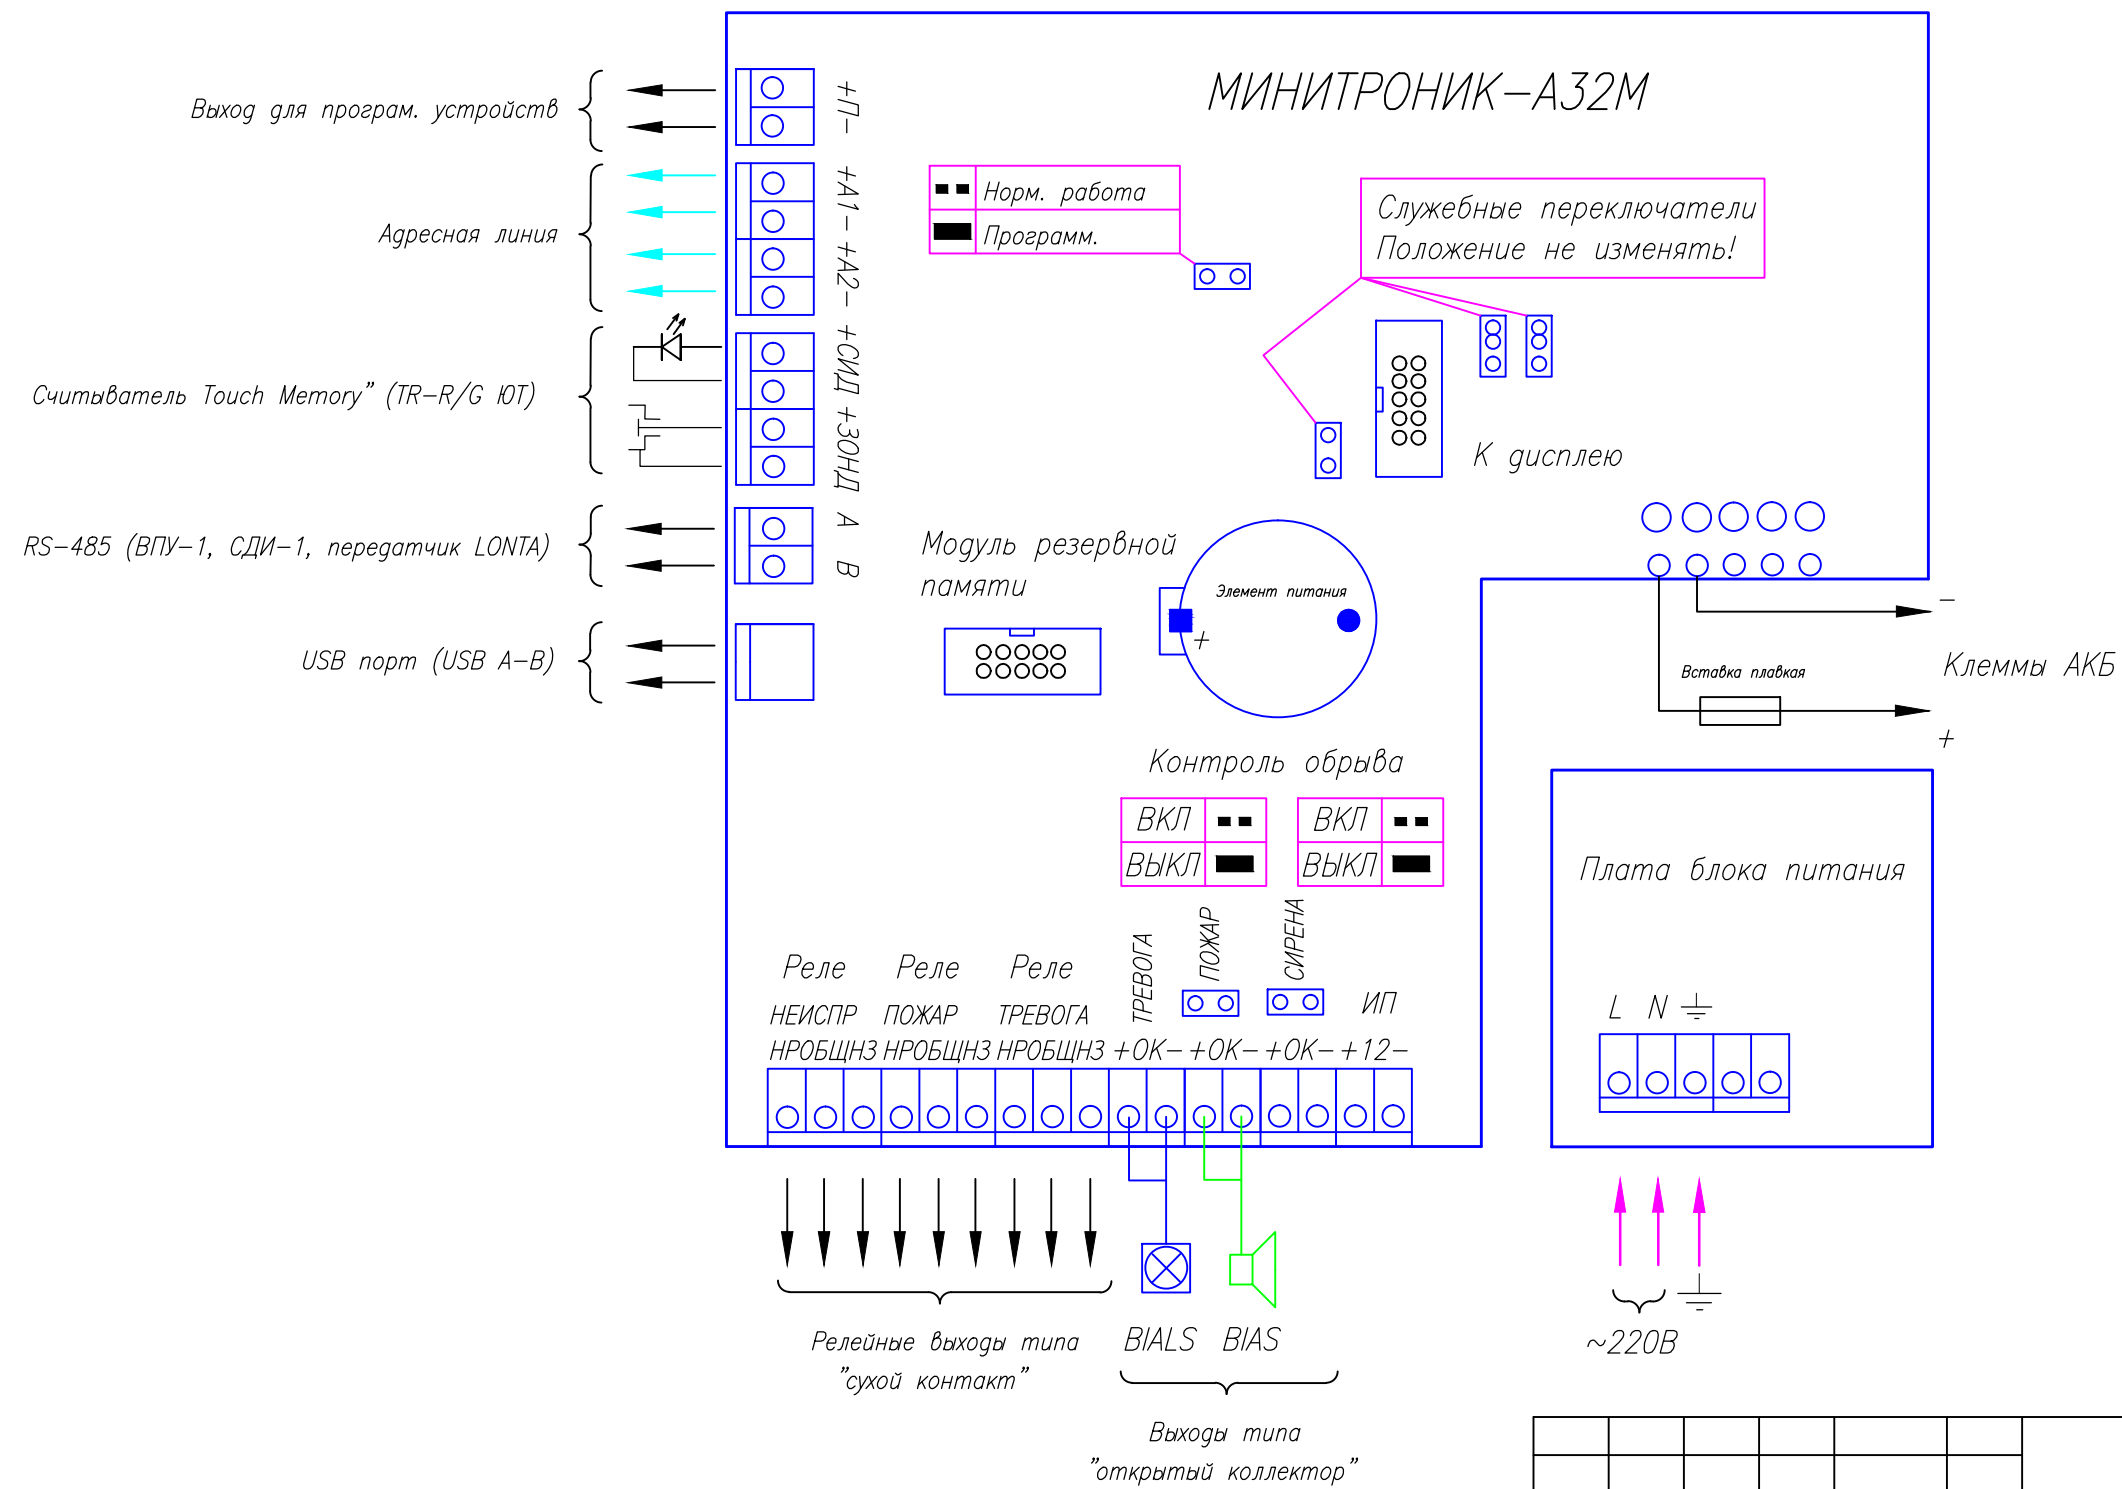 МИНИТРОНИК-А32М
Выход для програм. устройств
+П-
Адресная линия
+А1-
+А2-
Норм. работа
Программ.
Служебные переключатели
Положение не изменять!
Считыватель Touch Memory" (TR-R/G ЮТ)
+СИД
+ЗОНД
К дисплею
RS-485 (ВПУ-1, СДИ-1, передатчик LONTA)
А
В
Модуль резервной
памяти
Элемент питания
+
USB порт (USB A-B)
-
Клеммы АКБ
Вставка плавкая
+
Контроль обрыва
ВКЛ
ВЫКЛ
ВКЛ
ВЫКЛ
Плата блока питания
L N
Реле
НЕИСПР
Реле
ПОЖАР
Реле
ТРЕВОГА
ТРЕВОГА
ПОЖАР
СИРЕНА
ИП
НРОБЩНЗ НРОБЩНЗ НРОБЩНЗ +ОК- +ОК- +ОК- +12-
Релейные выходы типа
"сухой контакт"
BIALS BIAS
~220В
Выходы типа
"открытый коллектор"